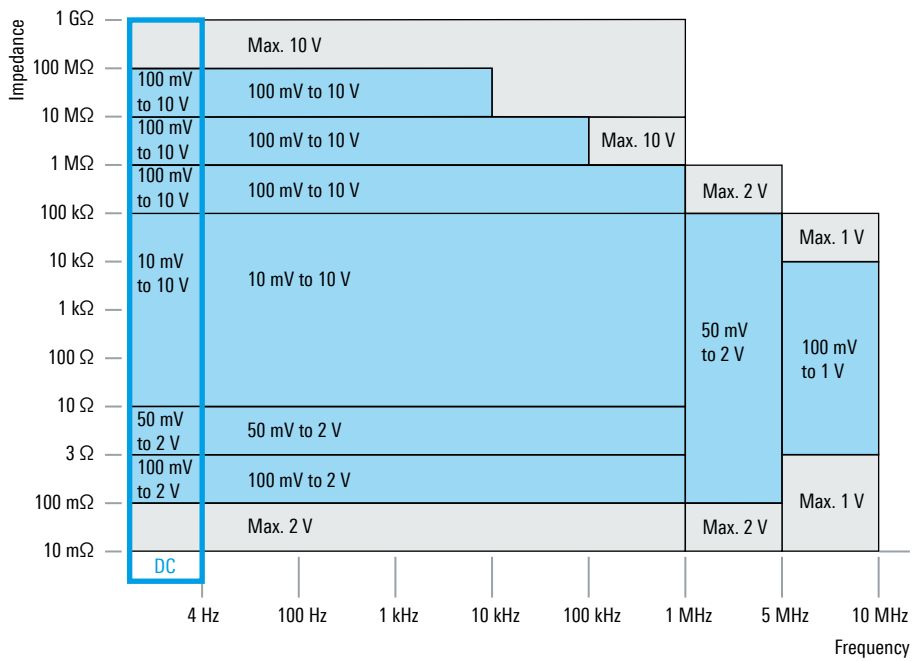 Impedance
1 GΩ
Max. 10 V
100 MΩ
100 mV
to 10 V
100 mV to 10 V
10 MΩ
100 mV
to 10 V
100 mV to 10 V
Max. 10 V
1 MΩ
100 mV
to 10 V
100 mV to 10 V
Max. 2 V
100 kΩ
Max. 1 V
10 kΩ
10 mV
to 10 V
10 mV to 10 V
1 kΩ
50 mV
to 2 V
100 mV
to 1 V
100 Ω
10 Ω
50 mV
to 2 V
50 mV to 2 V
3 Ω
100 mV
to 2 V
100 mV to 2 V
100 mΩ
Max. 1 V
Max. 2 V
Max. 2 V
10 mΩ
DC
4 Hz
100 Hz
1 kHz
10 kHz
100 kHz
1 MHz
5 MHz
10 MHz
Frequency